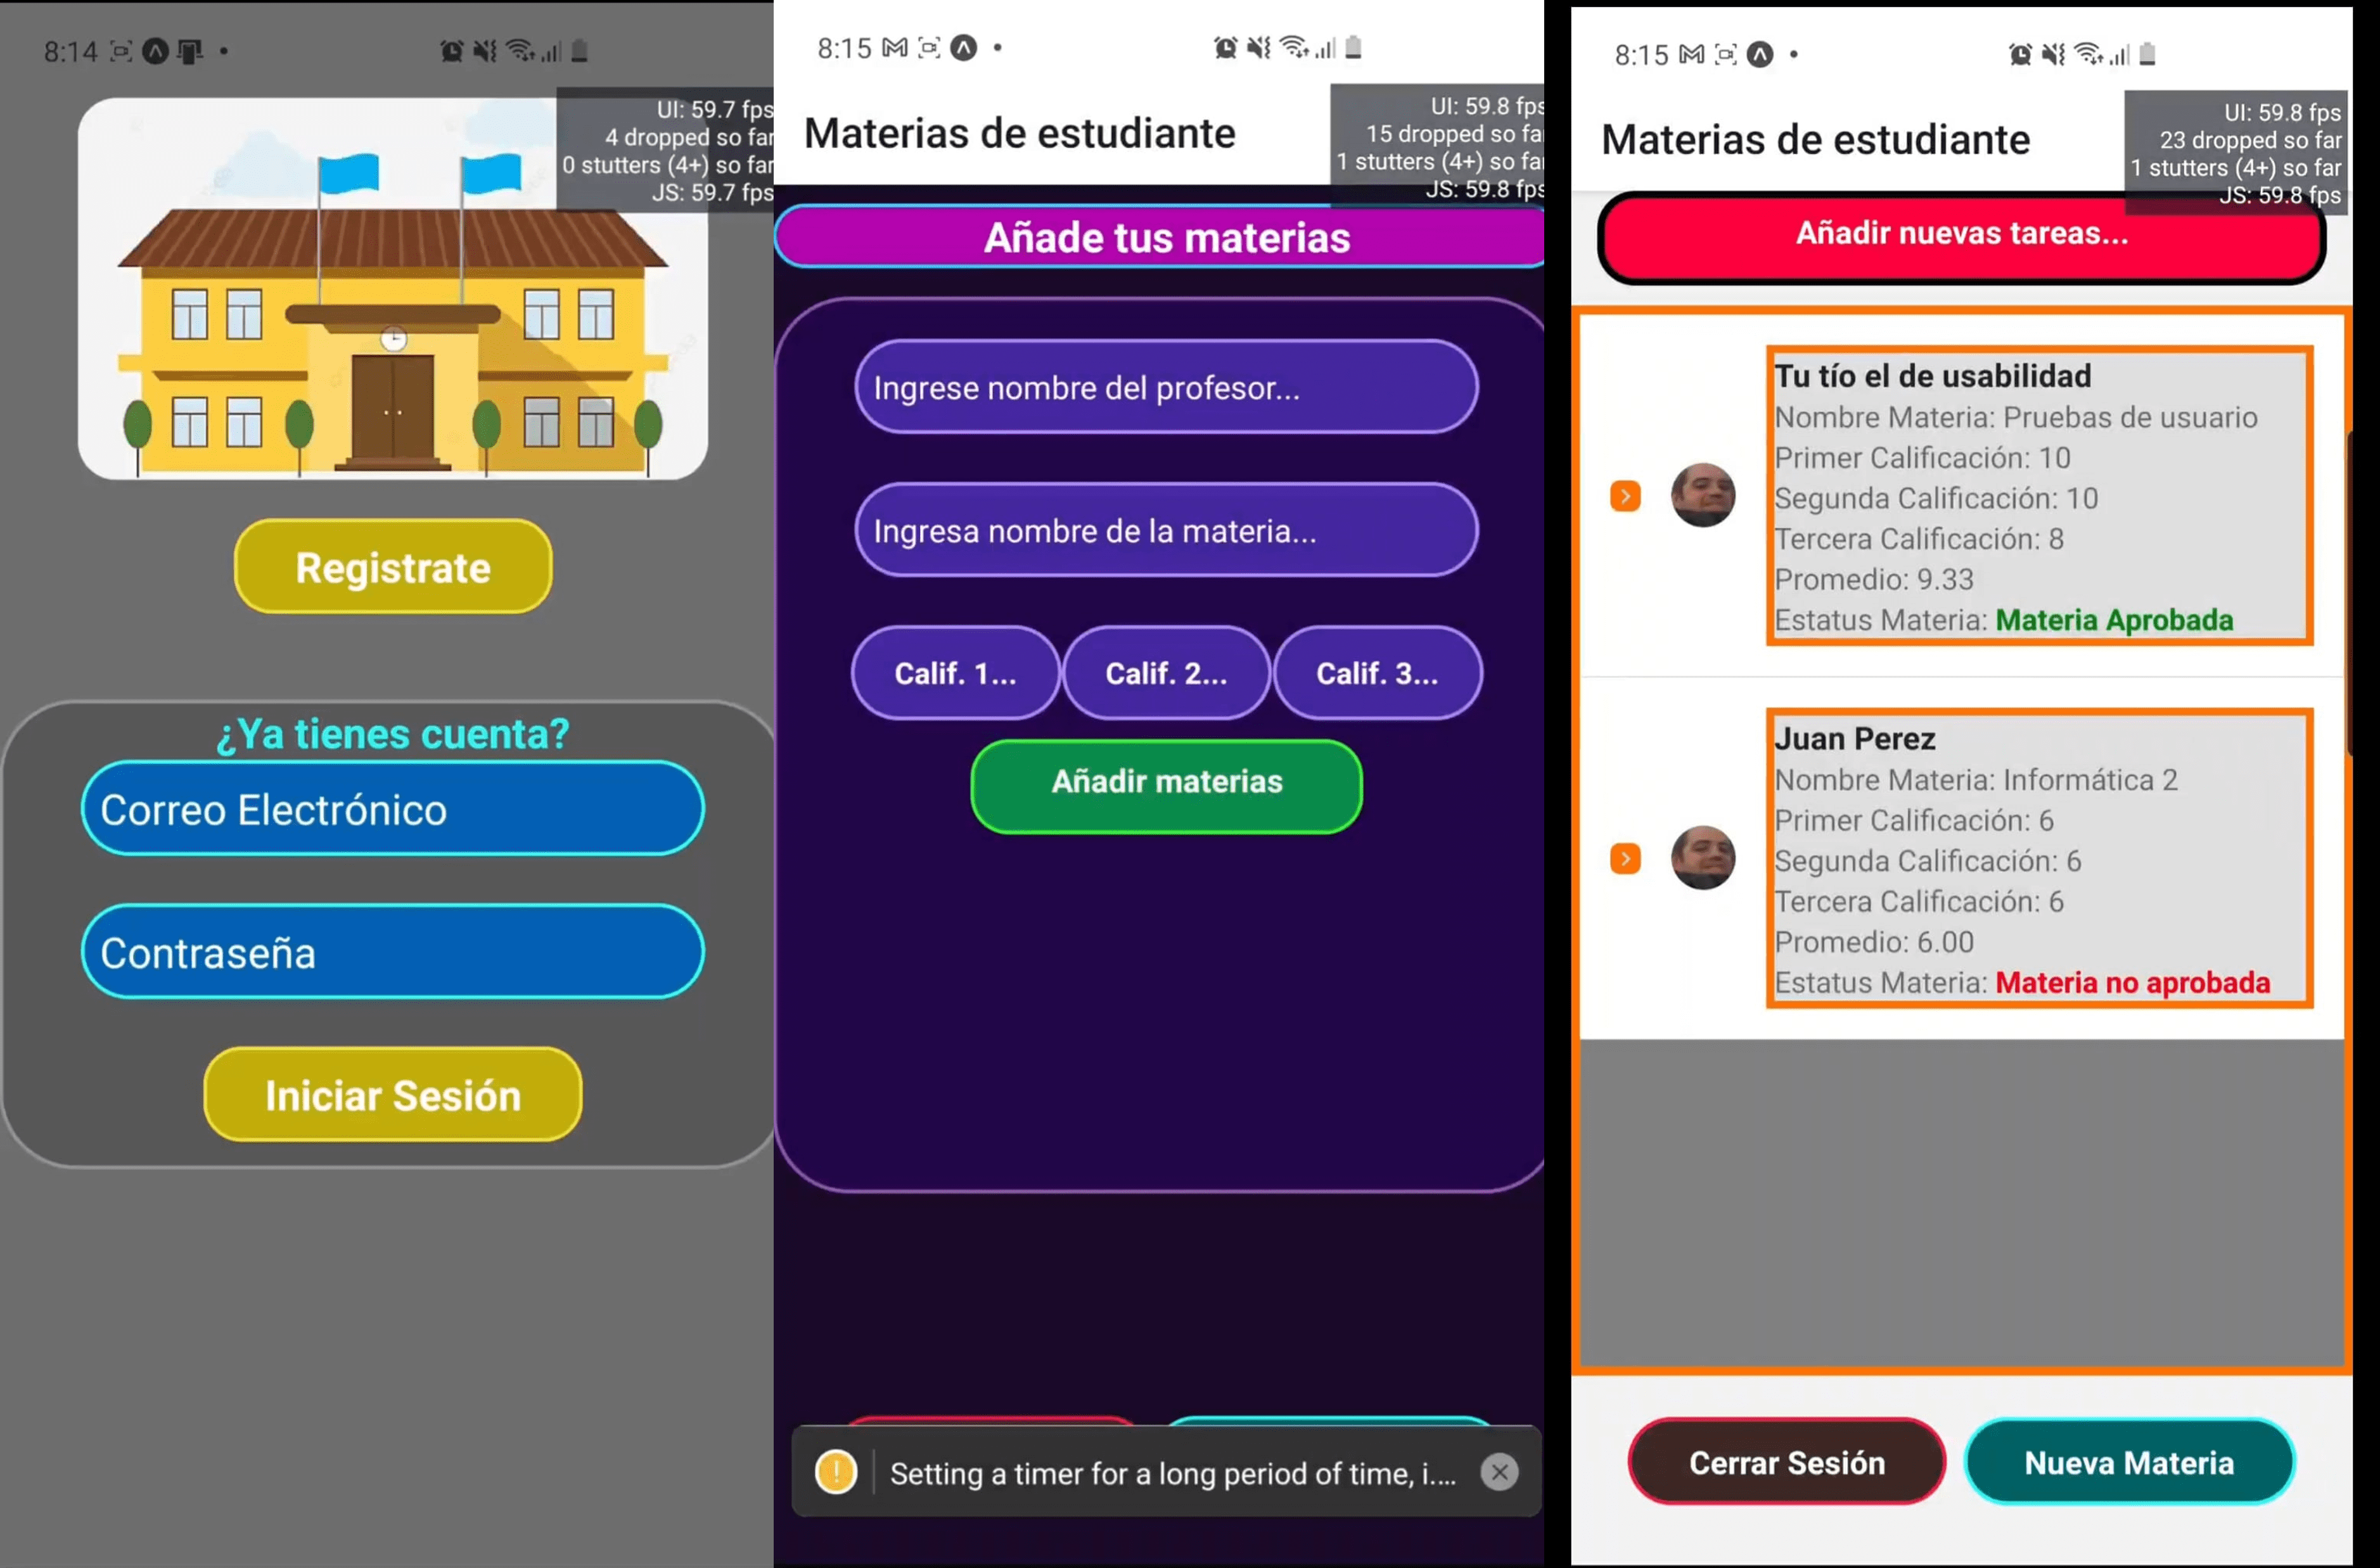 8:14
UI: 59.7 fps
4 dropped so far
0 stutters (4+) so far
JS: 59.7 fps
Registrate
¿Ya tienes cuenta?
Correo Electrónico
Contraseña
Iniciar Sesión
8:15
UI: 59.8 fps
15 dropped so fa
1 stutters (4+) so fa
JS: 59.8 fps
Materias de estudiante
Añade tus materias
Ingrese nombre del profesor...
Ingresa nombre de la materia...
Calif. 1... Calif. 2... Calif. 3...
Añadir materias
Setting a timer for a long period of time, i....
8:15
UI: 59.8 fps
23 dropped so far
1 stutters (4+) so far
JS: 59.8 fps
Materias de estudiante
Añadir nuevas tareas...
Tu tío el de usabilidad
Nombre Materia: Pruebas de usuario
Primer Calificación: 10
Segunda Calificación: 10
Tercera Calificación: 8
Promedio: 9.33
Estatus Materia: Materia Aprobada
Juan Perez
Nombre Materia: Informática 2
Primer Calificación: 6
Segunda Calificación: 6
Tercera Calificación: 6
Promedio: 6.00
Estatus Materia: Materia no aprobada
Cerrar Sesión Nueva Materia